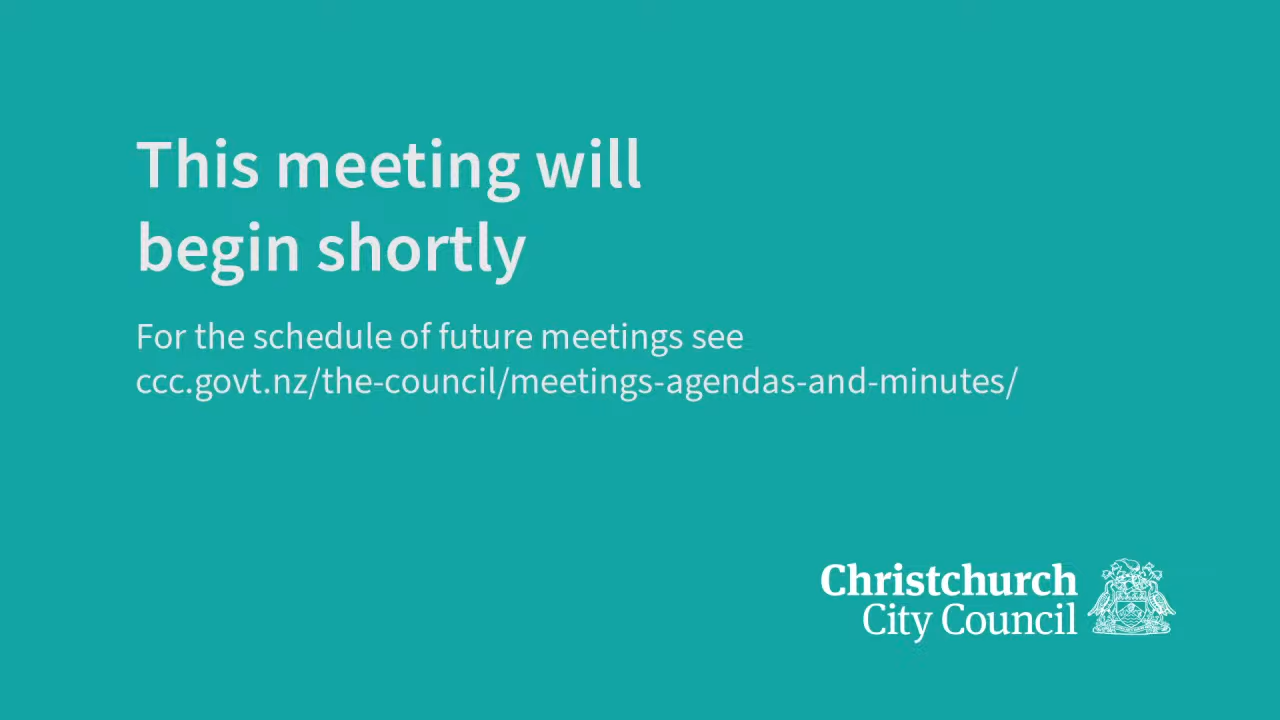 This meeting will
begin shortly
For the schedule of future meetings see
ccc.govt.nz/the-council/meetings-agendas-and-minutes/
Christchurch
City Council